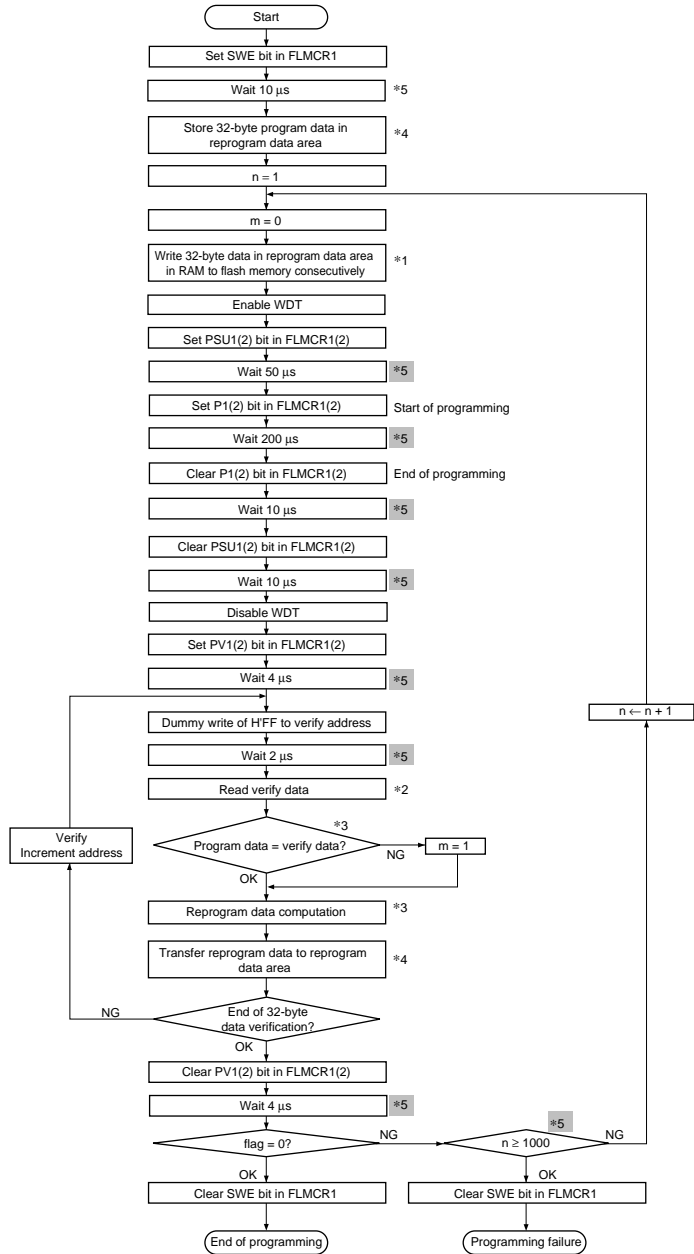 Start
Set SWE bit in FLMCR1
Wait 10 µs
*5
Store 32-byte program data in
reprogram data area
*4
n = 1
m = 0
Write 32-byte data in reprogram data area
in RAM to flash memory consecutively
*1
Enable WDT
Set PSU1(2) bit in FLMCR1(2)
Wait 50 µs
*5
Set P1(2) bit in FLMCR1(2)
Start of programming
Wait 200 µs
*5
Clear P1(2) bit in FLMCR1(2)
End of programming
Wait 10 µs
*5
Clear PSU1(2) bit in FLMCR1(2)
Wait 10 µs
*5
Disable WDT
Set PV1(2) bit in FLMCR1(2)
Wait 4 µs
*5
Dummy write of H'FF to verify address
n ← n + 1
Wait 2 µs
*5
Read verify data
*2
*3
Program data = verify data?
NG
m = 1
Verify
Increment address
OK
Reprogram data computation
*3
Transfer reprogram data to reprogram
data area
*4
NG
End of 32-byte
data verification?
OK
Clear PV1(2) bit in FLMCR1(2)
Wait 4 µs
*5
flag = 0?
NG
*5
n ≥ 1000
NG
OK
OK
Clear SWE bit in FLMCR1
Clear SWE bit in FLMCR1
End of programming
Programming failure